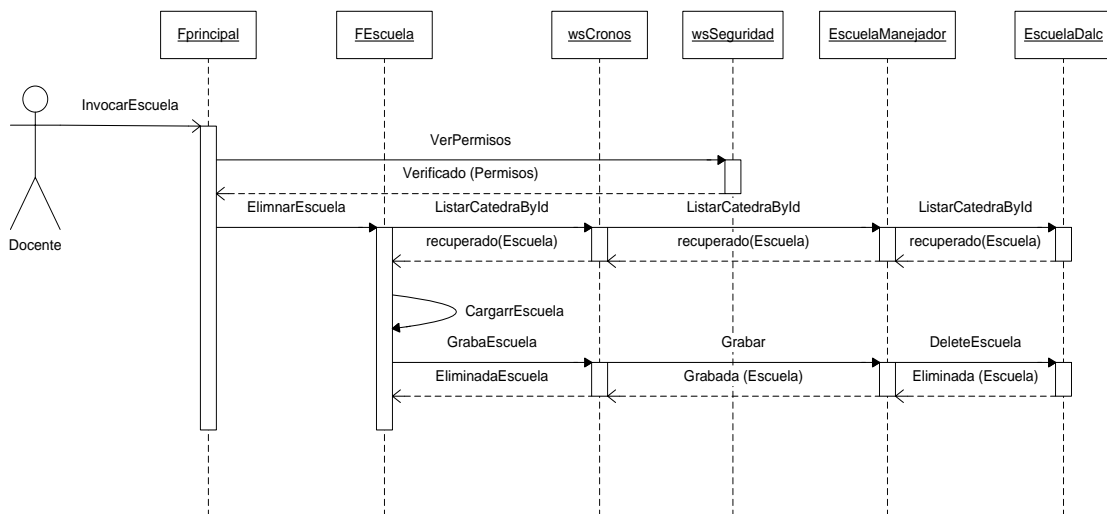 Fprincipal
FEscuela
wsCronos
wsSeguridad
EscuelaManejador
EscuelaDalc
InvocarEscuela
VerPermisos
Verificado (Permisos)
ElimnarEscuela
ListarCatedraById
ListarCatedraById
ListarCatedraById
Docente
recuperado(Escuela)
recuperado(Escuela)
recuperado(Escuela)
CargarrEscuela
GrabaEscuela
Grabar
DeleteEscuela
EliminadaEscuela
Grabada (Escuela)
Eliminada (Escuela)